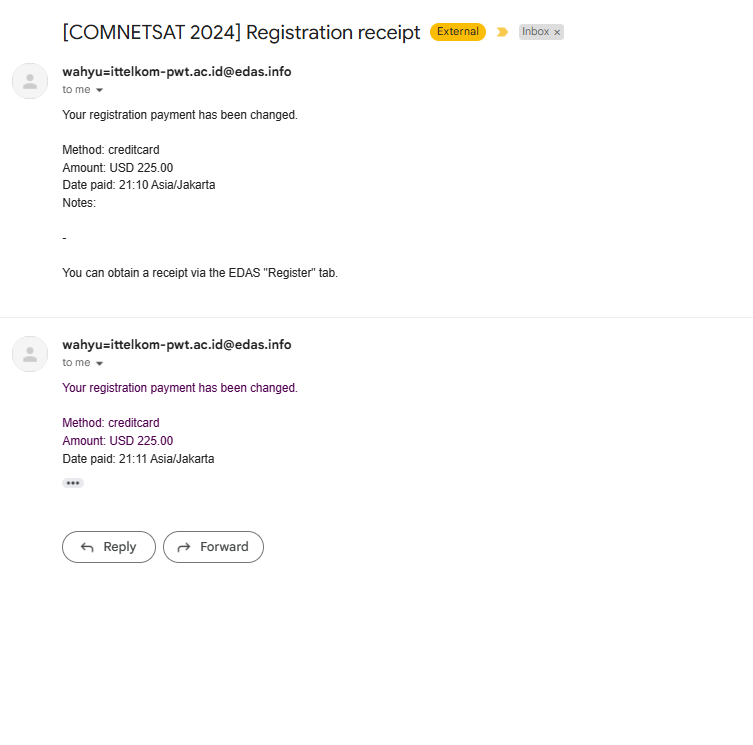 [COMNETSAT 2024] Registration receipt External Inbox ×
wahyu=ittelkom-pwt.ac.id@edas.info
to me
Your registration payment has been changed.
Method: creditcard
Amount: USD 225.00
Date paid: 21:10 Asia/Jakarta
Notes:
-
You can obtain a receipt via the EDAS "Register" tab.
wahyu=ittelkom-pwt.ac.id@edas.info
to me
Your registration payment has been changed.
Method: creditcard
Amount: USD 225.00
Date paid: 21:11 Asia/Jakarta
•••
Reply Forward